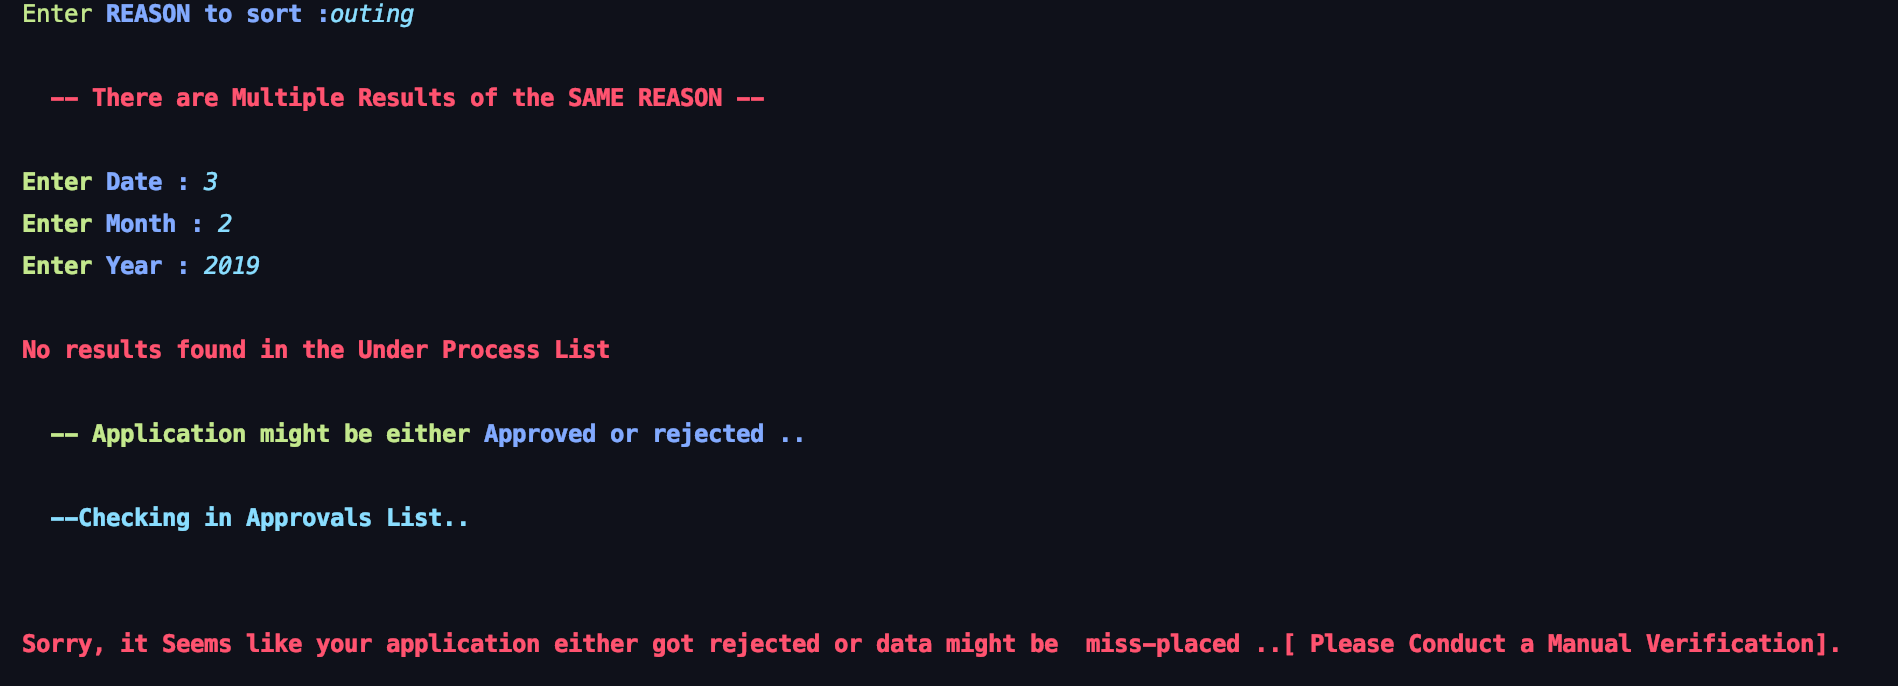 Enter REASON to sort :outing
-- There are Multiple Results of the SAME REASON --
Enter Date : 3
Enter Month : 2
Enter Year : 2019
No results found in the Under Process List
-- Application might be either Approved or rejected ..
--Checking in Approvals List..
Sorry, it Seems like your application either got rejected or data might be  miss-placed ..[ Please Conduct a Manual Verification].